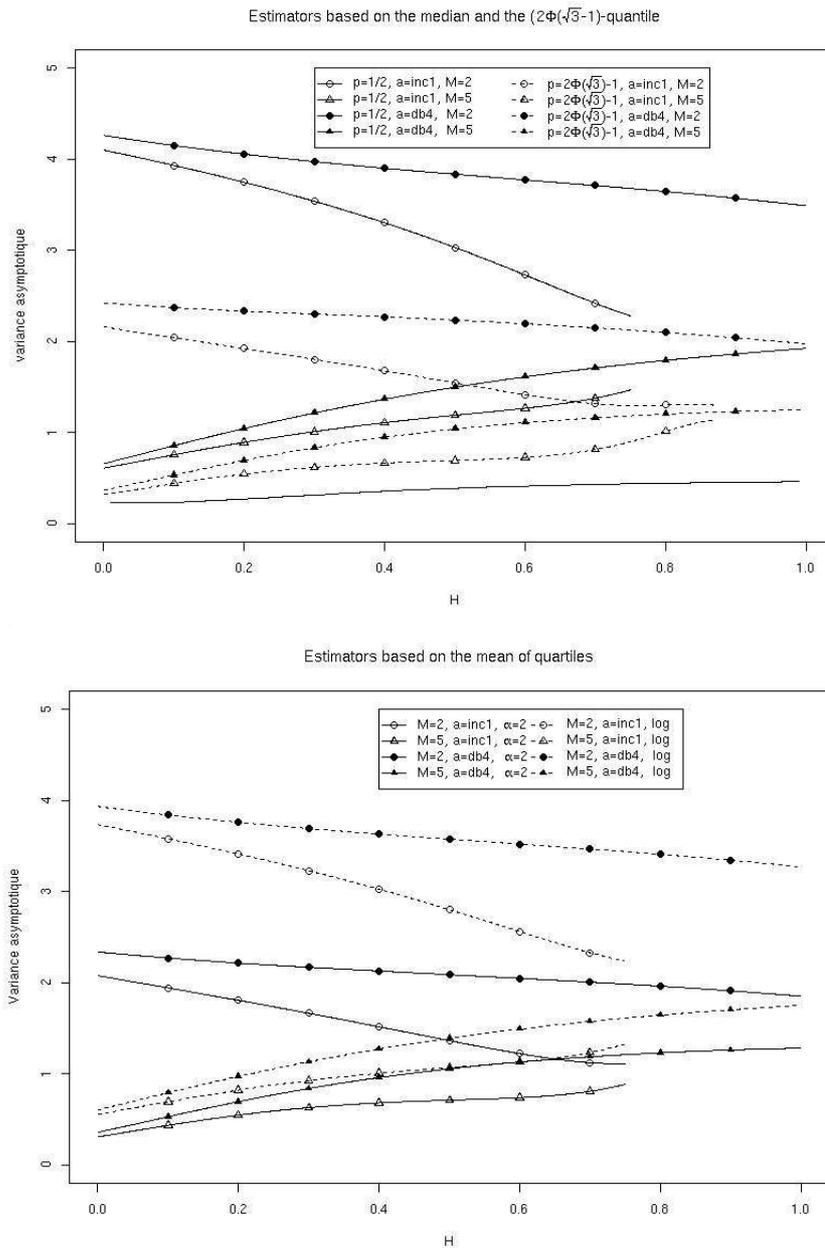 Estimators based on the median and the (2Φ(√3-1)-quantile
p=1/2, a=inc1, M=2
p=1/2, a=inc1, M=5
p=1/2, a=db4, M=2
p=1/2, a=db4, M=5
p=2Φ(√3)-1, a=inc1, M=2
p=2Φ(√3)-1, a=inc1, M=5
p=2Φ(√3)-1, a=db4, M=2
p=2Φ(√3)-1, a=db4, M=5
variance asymptotique
5
4
3
2
1
0
0.0 0.2 0.4 0.6 0.8 1.0
H
Estimators based on the mean of quartiles
M=2, a=inc1, α=2
M=5, a=inc1, α=2
M=2, a=db4, α=2
M=5, a=db4, α=2
M=2, a=inc1, log
M=5, a=inc1, log
M=2, a=db4, log
M=5, a=db4, log
Variance asymptotique
5
4
3
2
1
0
0.0 0.2 0.4 0.6 0.8 1.0
H